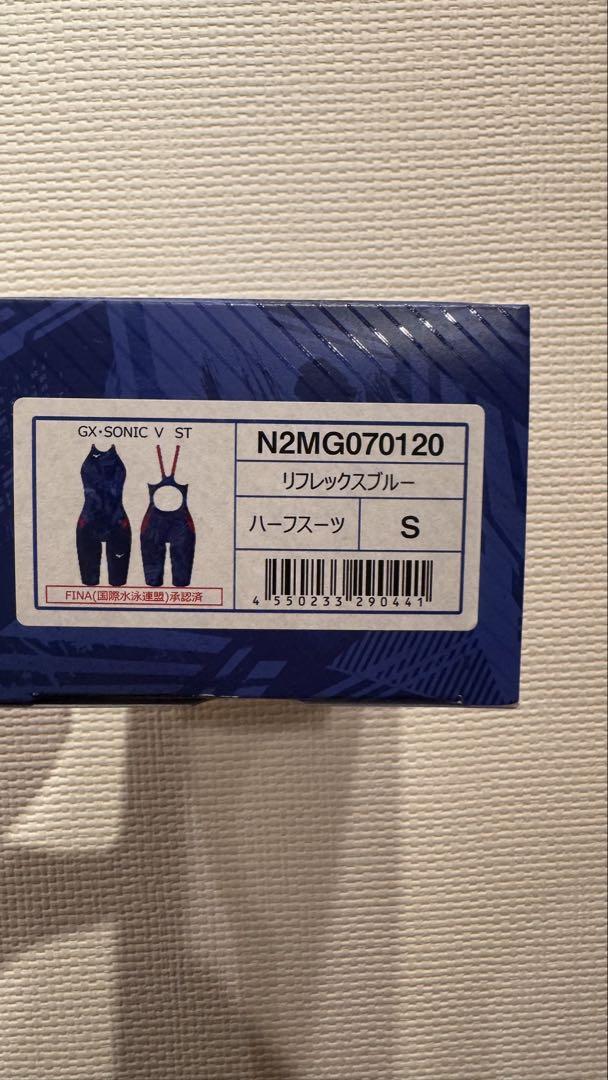 GX・SONIC V ST
N2MG070120
リフレックスブルー
ハーフスーツ
S
FINA(国際水泳連盟)承認済
4 550233 290441